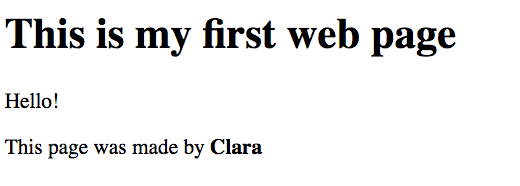 This is my first web page
Hello!
This page was made by Clara